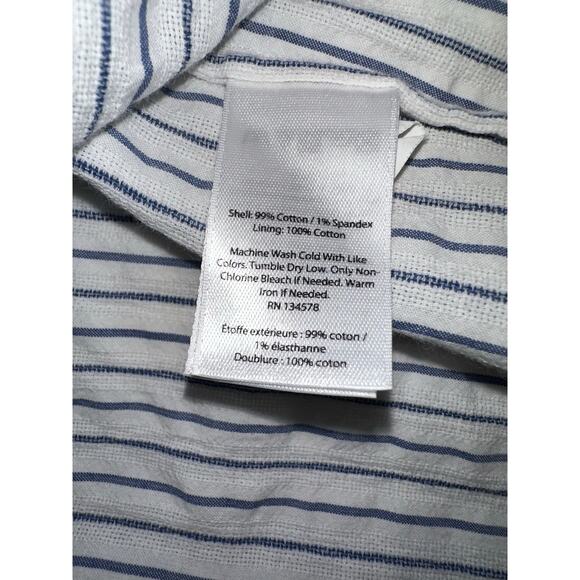 Shell: 99% Cotton / 1% Spandex
Lining: 100% Cotton
Machine Wash Cold With Like
Colors. Tumble Dry Low. Only Non-
Chlorine Bleach If Needed. Warm
Iron If Needed.
RN 134578
Étoffe extérieure : 99% coton /
1% élasthanne
Doublure : 100% coton